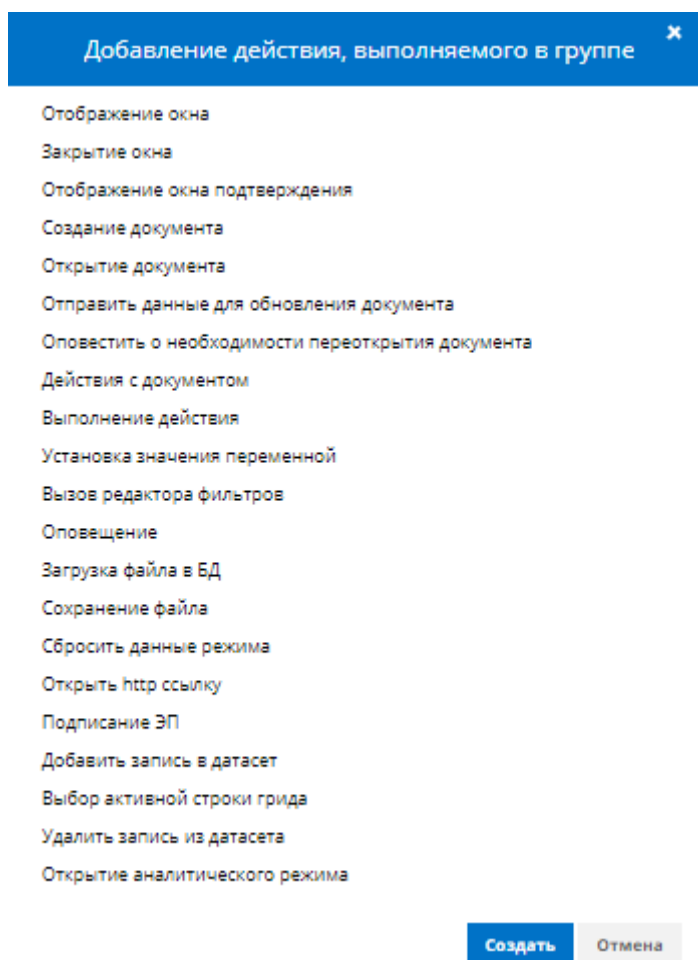 Добавление действия, выполняемого в группе
Отображение окна
Закрытие окна
Отображение окна подтверждения
Создание документа
Открытие документа
Отправить данные для обновления документа
Оповестить о необходимости переоткрытия документа
Действия с документом
Выполнение действия
Установка значения переменной
Вызов редактора фильтров
Оповещение
Загрузка файла в БД
Сохранение файла
Сбросить данные режима
Открыть http ссылку
Подписание ЭП
Добавить запись в датасет
Выбор активной строки грида
Удалить запись из датасета
Открытие аналитического режима
Создать Отмена